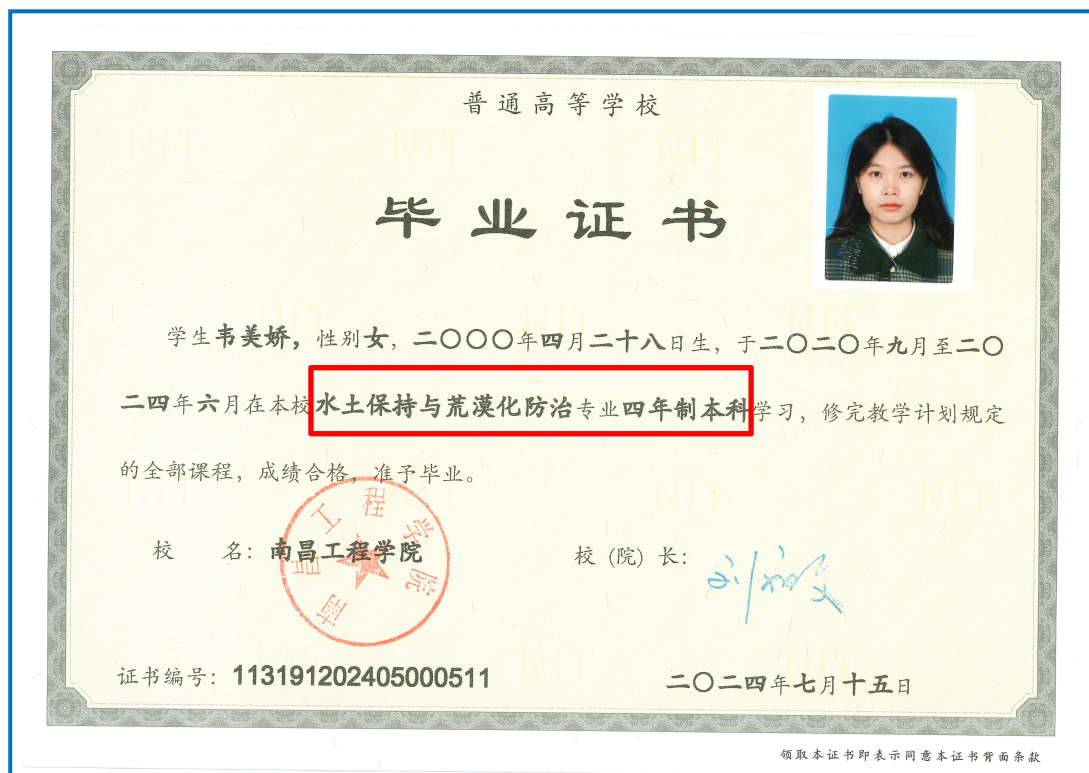 普通高等学校
毕业证书
学生韦美娇，性别女，二〇〇〇年四月二十八日生，于二〇二〇年九月至二〇
二四年六月在本校水土保持与荒漠化防治专业四年制本科学习，修完教学计划规定
的全部课程，成绩合格，准予毕业。
南昌工程学院
校 名：南昌工程学院
校（院）长：
证书编号：113191202405000511
二〇二四年七月十五日
领取本证书即表示同意本证书背面条款